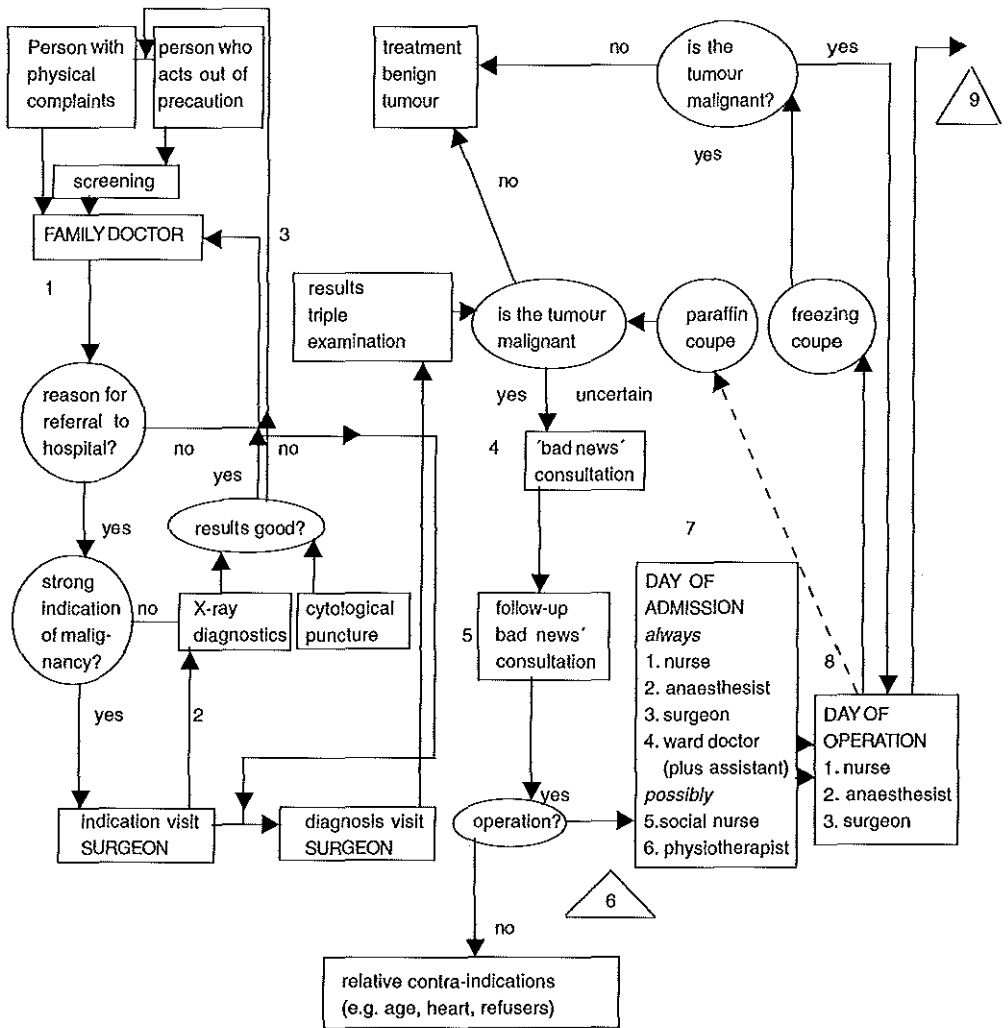 Person with
physical
complaints
person who
acts out of
precaution
screening
FAMILY DOCTOR
1
3
reason for
referral to
hospital?
no
no
yes
yes
results good?
strong
indication
of malig-
nancy?
no
X-ray
diagnostics
cytological
puncture
yes
2
indication visit
SURGEON
diagnosis visit
SURGEON
treatment
benign
tumour
no
is the
tumour
malignant?
yes
9
yes
no
results
triple
examination
is the tumour
malignant
paraffin
coupe
freezing
coupe
yes
uncertain
4
´bad news´
consultation
5
follow-up
bad news´
consultation
yes
operation?
6
no
relative contra-indications
(e.g. age, heart, refusers)
7
DAY OF
ADMISSION
always
1. nurse
2. anaesthesist
3. surgeon
4. ward doctor
(plus assistant)
possibly
5.social nurse
6. physiotherapist
8
DAY OF
OPERATION
1. nurse
2. anaesthesist
3. surgeon